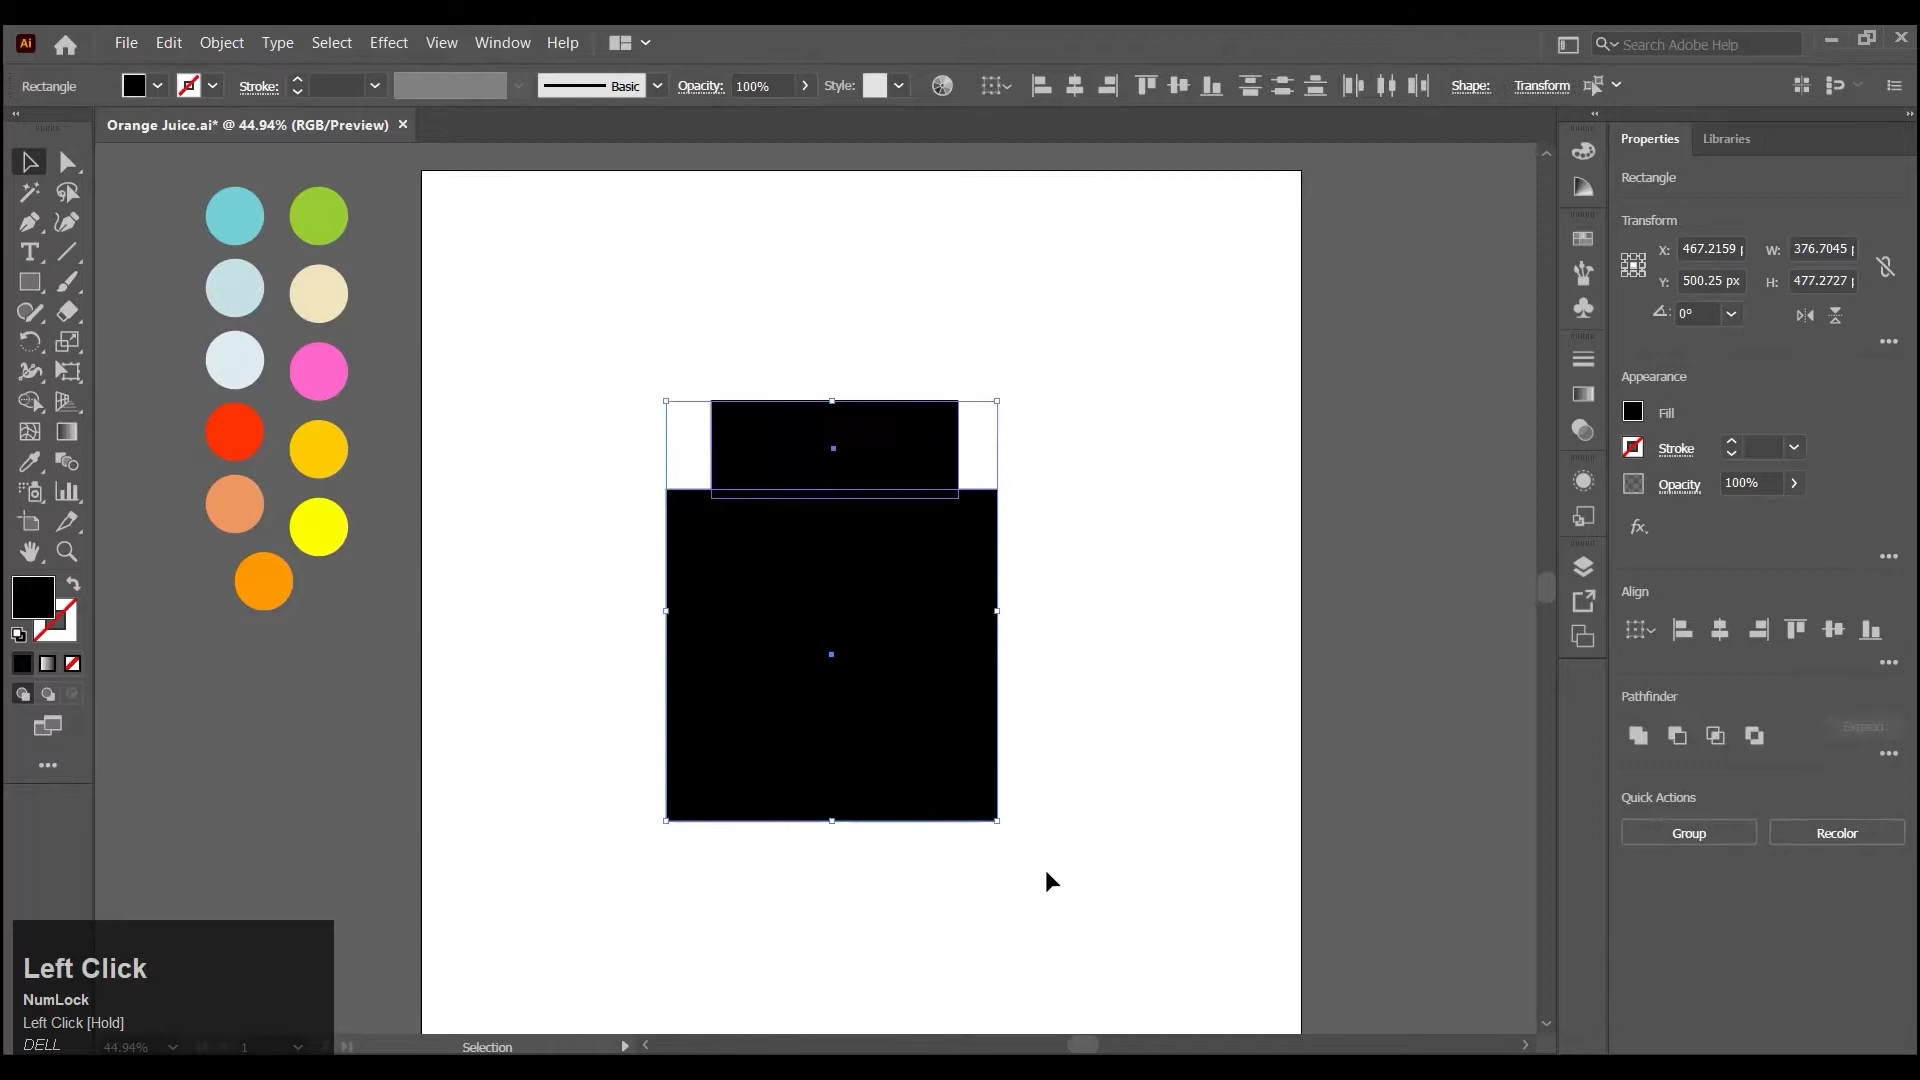 Ai File Edit Object Type Select Effect View Window Help Search Adobe Help
Rectangle Stroke: Basic Opacity: 100% Style: Shape: Transform
Orange Juice.ai* @ 44.94% (RGB/Preview) ×
Properties Libraries
Rectangle
Transform
X: 467.2159 W: 376.7045
Y: 500.25 px H: 477.2727
0°
Appearance
Fill
Stroke
Opacity 100%
fx.
Align
Pathfinder
Expand
Quick Actions
Group Recolor
Left Click
NumLock
Left Click [Hold]
DELL
44.94% 1 Selection